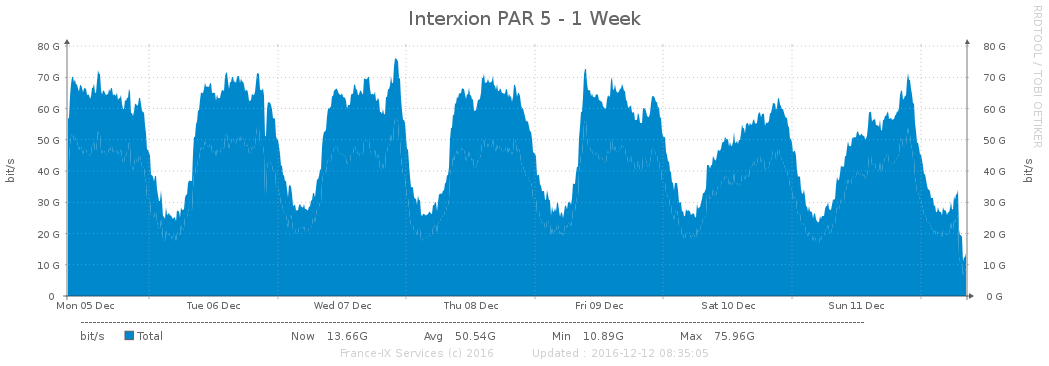 Interxion PAR 5 - 1 Week
RRDTOOL / TOBI OETIKER
bit/s
bit/s
80 G 80 G
70 G 70 G
60 G 60 G
50 G 50 G
40 G 40 G
30 G 30 G
20 G 20 G
10 G 10 G
0 0 G
Mon 05 Dec Tue 06 Dec Wed 07 Dec Thu 08 Dec Fri 09 Dec Sat 10 Dec Sun 11 Dec
bit/s Total Now 13.66G Avg 50.54G Min 10.89G Max 75.96G
France-IX Services (c) 2016 Updated : 2016-12-12 08:35:05